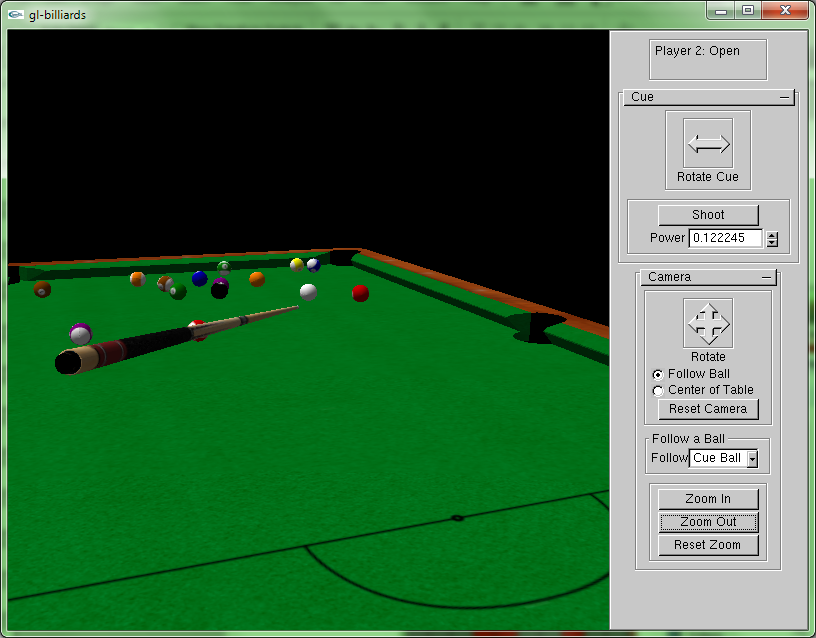 gl-billiards
Player 2: Open
Cue
Rotate Cue
Shoot
Power 0.122245
Camera
Rotate
Follow Ball
Center of Table
Reset Camera
Follow a Ball
Follow Cue Ball
Zoom In
Zoom Out
Reset Zoom